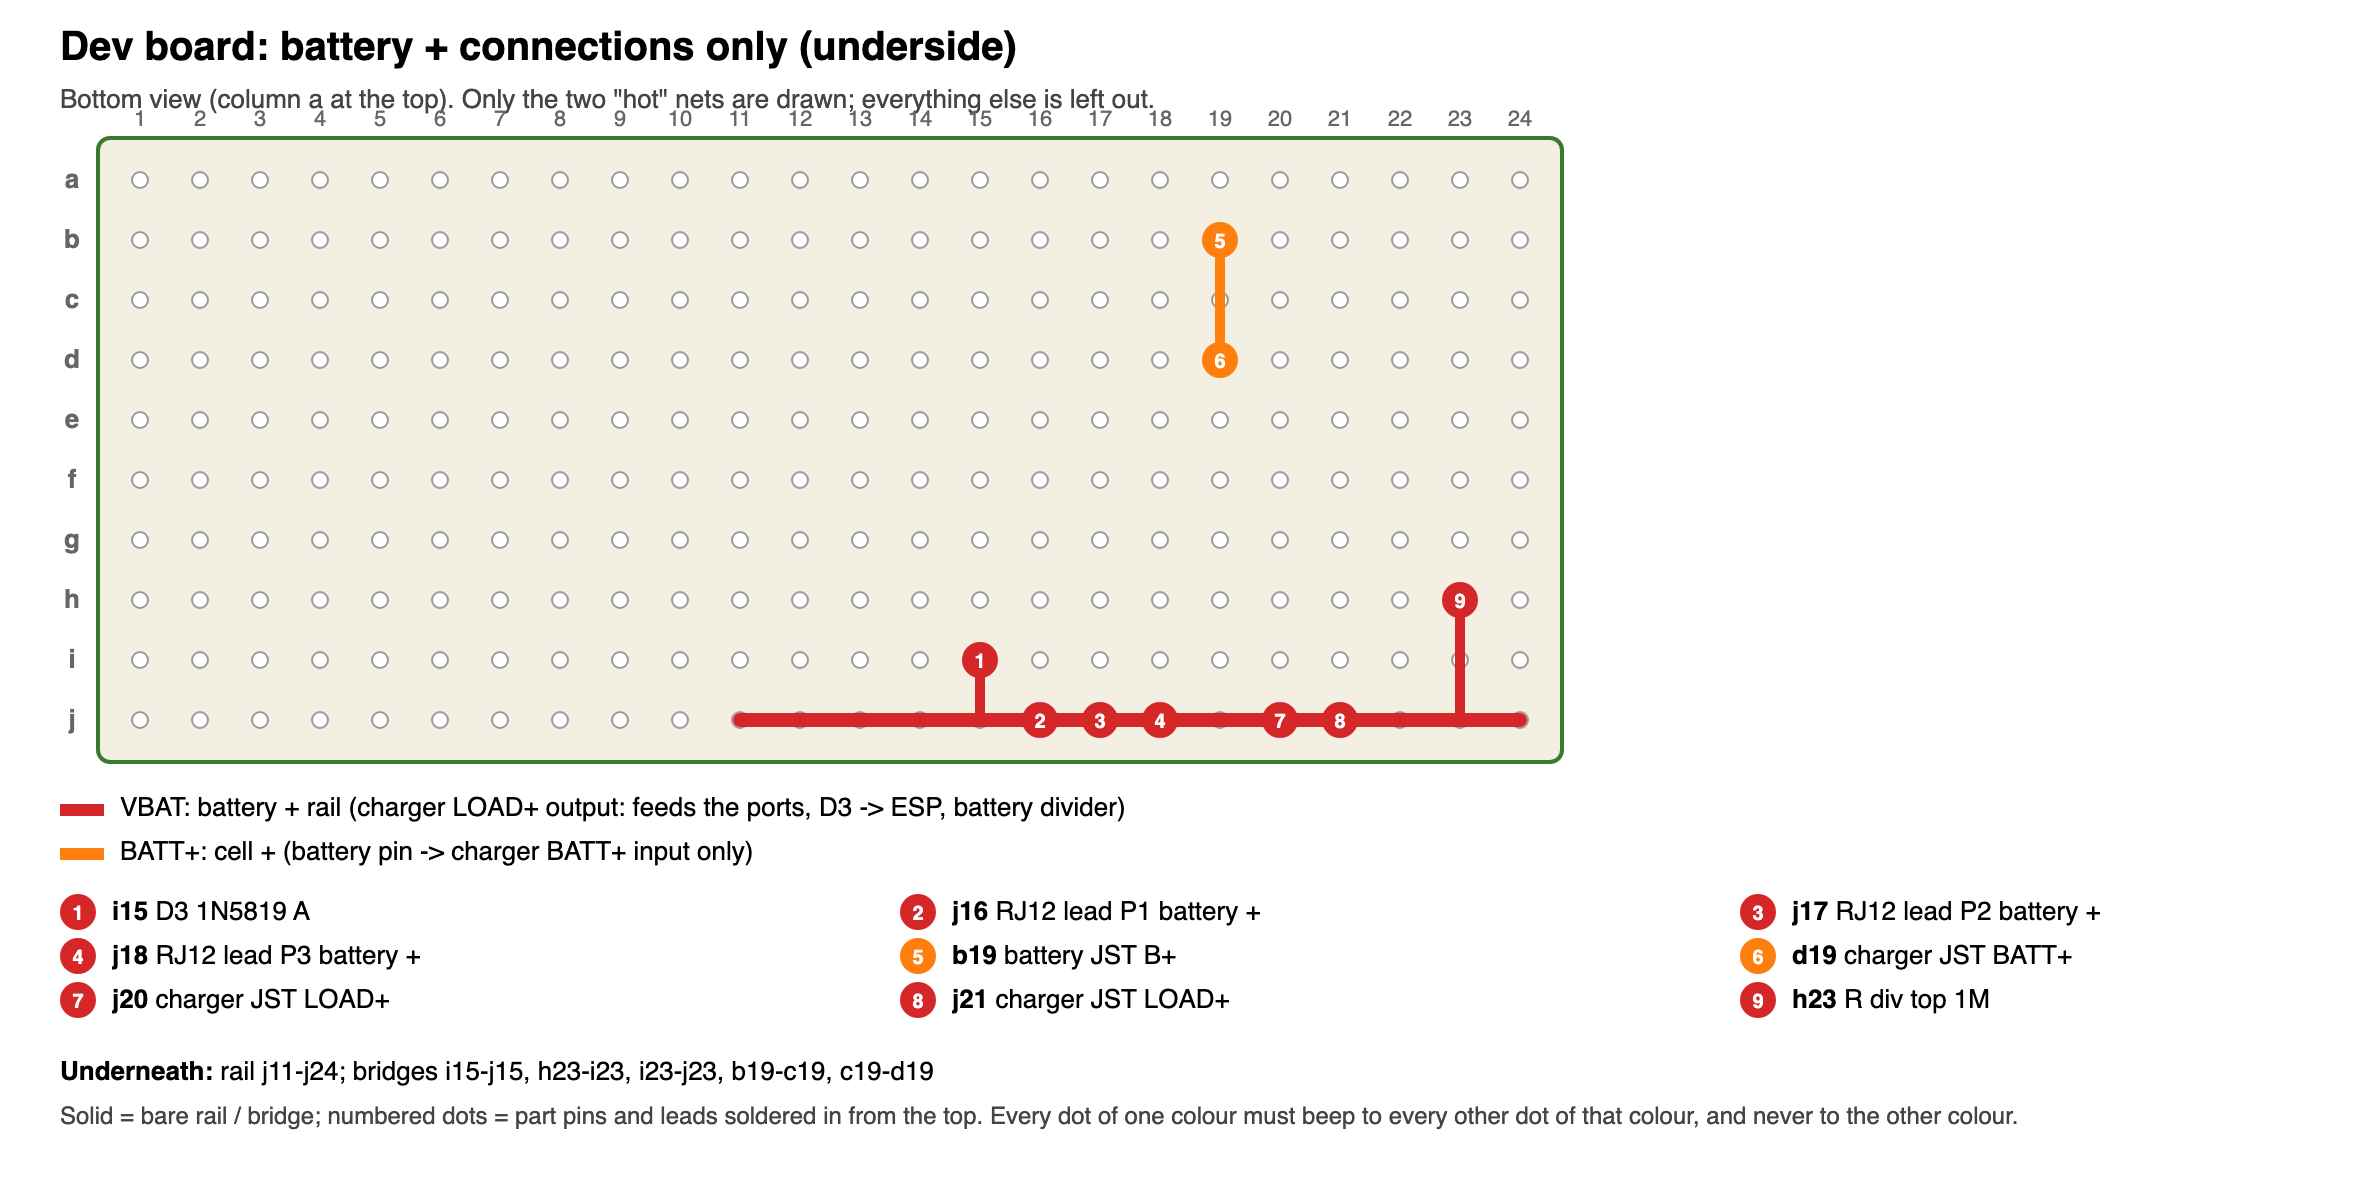 Dev board: battery + connections only (underside)
Bottom view (column a at the top). Only the two "hot" nets are drawn; everything else is left out.
1 2 3 4 5 6 7 8 9 10 11 12 13 14 15 16 17 18 19 20 21 22 23 24
a
b 5
c
d 6
e
f
g
h 9
i 1
j 2 3 4 7 8
VBAT: battery + rail (charger LOAD+ output: feeds the ports, D3 -> ESP, battery divider)
BATT+: cell + (battery pin -> charger BATT+ input only)
1 i15 D3 1N5819 A 2 j16 RJ12 lead P1 battery + 3 j17 RJ12 lead P2 battery +
4 j18 RJ12 lead P3 battery + 5 b19 battery JST B+ 6 d19 charger JST BATT+
7 j20 charger JST LOAD+ 8 j21 charger JST LOAD+ 9 h23 R div top 1M
Underneath: rail j11-j24; bridges i15-j15, h23-i23, i23-j23, b19-c19, c19-d19
Solid = bare rail / bridge; numbered dots = part pins and leads soldered in from the top. Every dot of one colour must beep to every other dot of that colour, and never to the other colour.